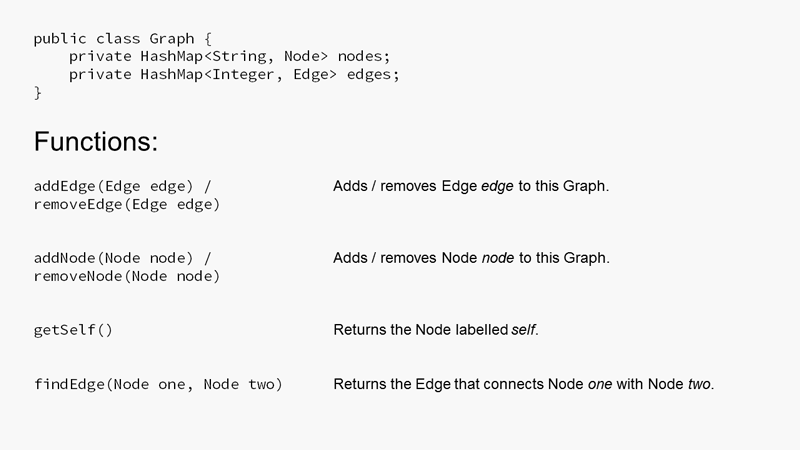 public class Graph {
    private HashMap<String, Node> nodes;
    private HashMap<Integer, Edge> edges;
}
Functions:
addEdge(Edge edge) /
removeEdge(Edge edge)
Adds / removes Edge edge to this Graph.
addNode(Node node) /
removeNode(Node node)
Adds / removes Node node to this Graph.
getSelf()
Returns the Node labelled self.
findEdge(Node one, Node two)
Returns the Edge that connects Node one with Node two.